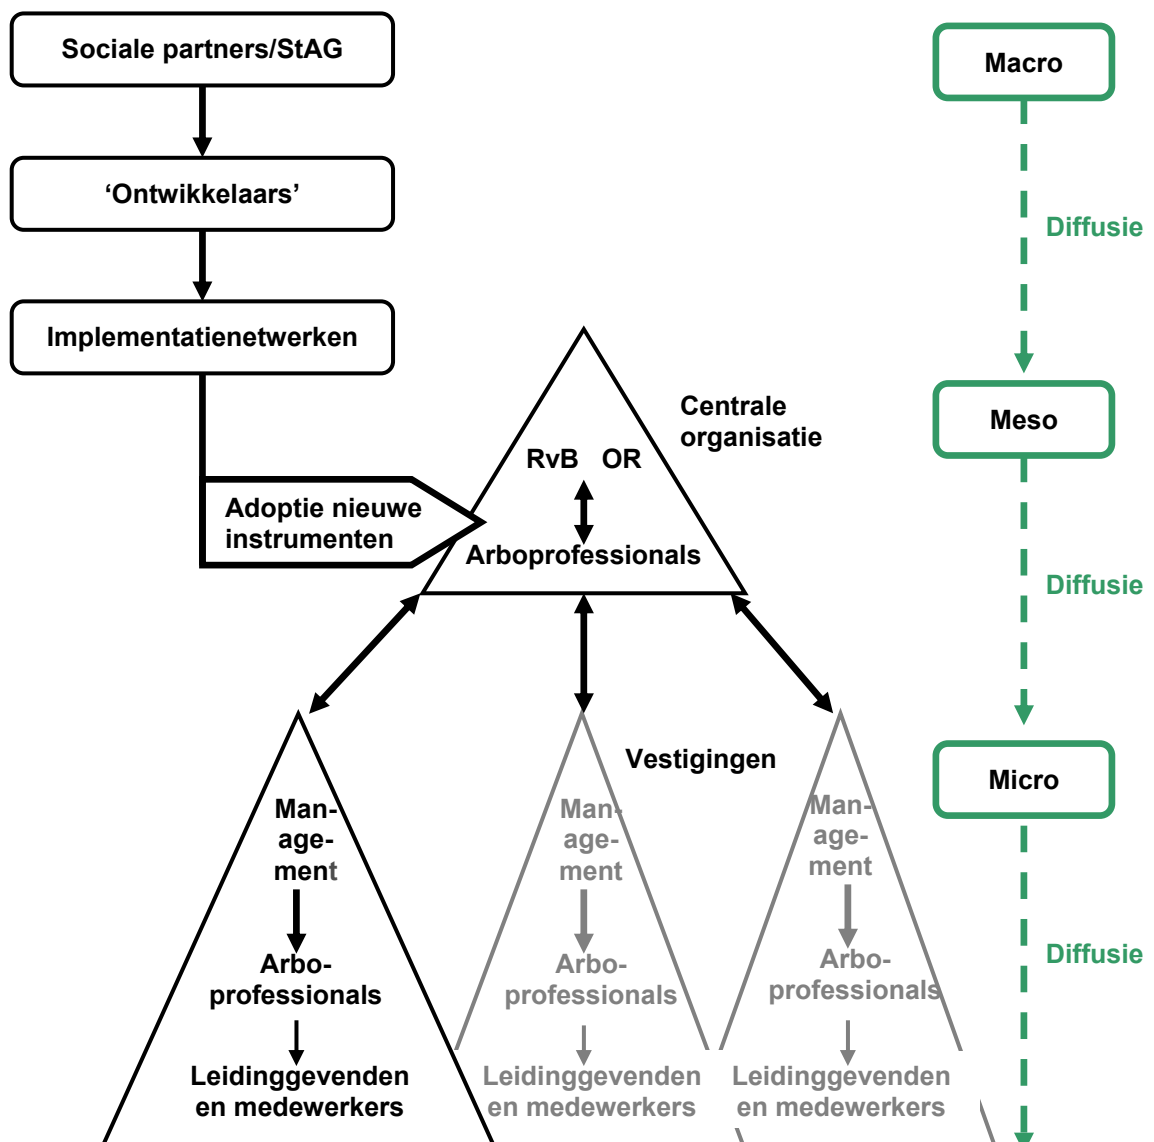 Sociale partners/StAG
Macro
‘Ontwikkelaars’
Diffusie
Implementatienetwerken
Centrale
organisatie
Meso
RvB OR
Adoptie nieuwe
instrumenten
Arboprofessionals
Diffusie
Vestigingen
Micro
Man-
age-
ment
Arbo-
professionals
Leidinggevenden
en medewerkers
Man-
age-
ment
Arbo-
professionals
Leidinggevenden
en medewerkers
Man-
age-
ment
Arbo-
professionals
Leidinggevenden
en medewerkers
Diffusie